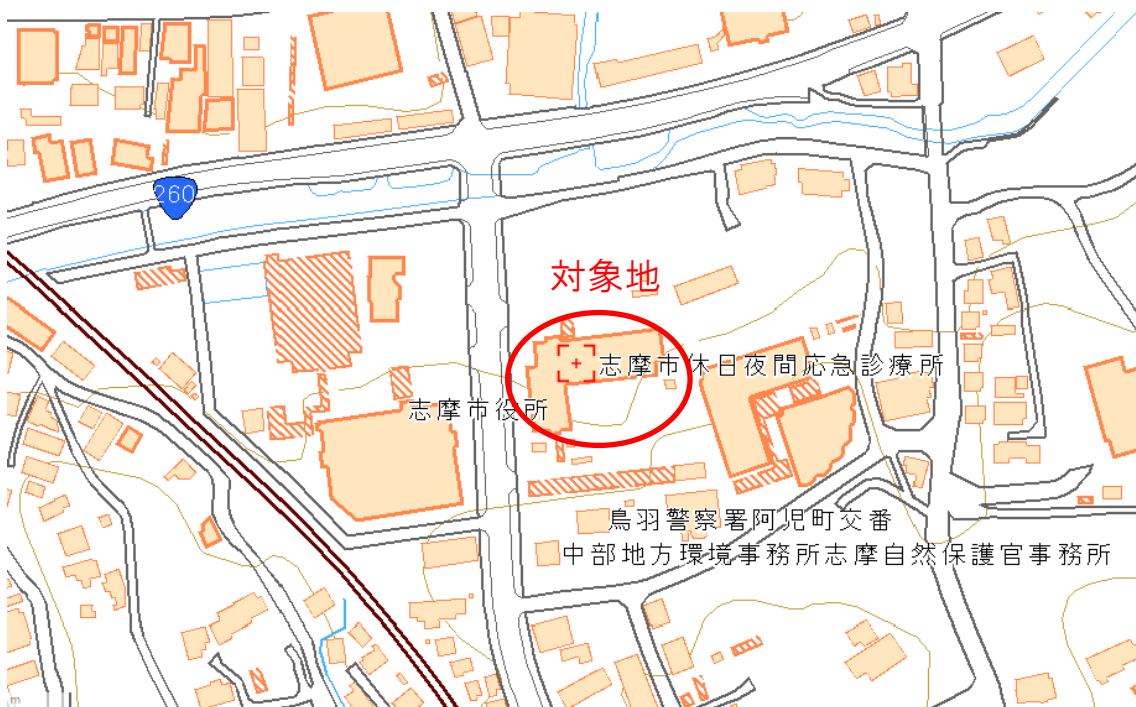 260
対象地
志摩市休日夜間応急診療所
志摩市役所
鳥羽警察署阿児町交番
中部地方環境事務所志摩自然保護官事務所
m